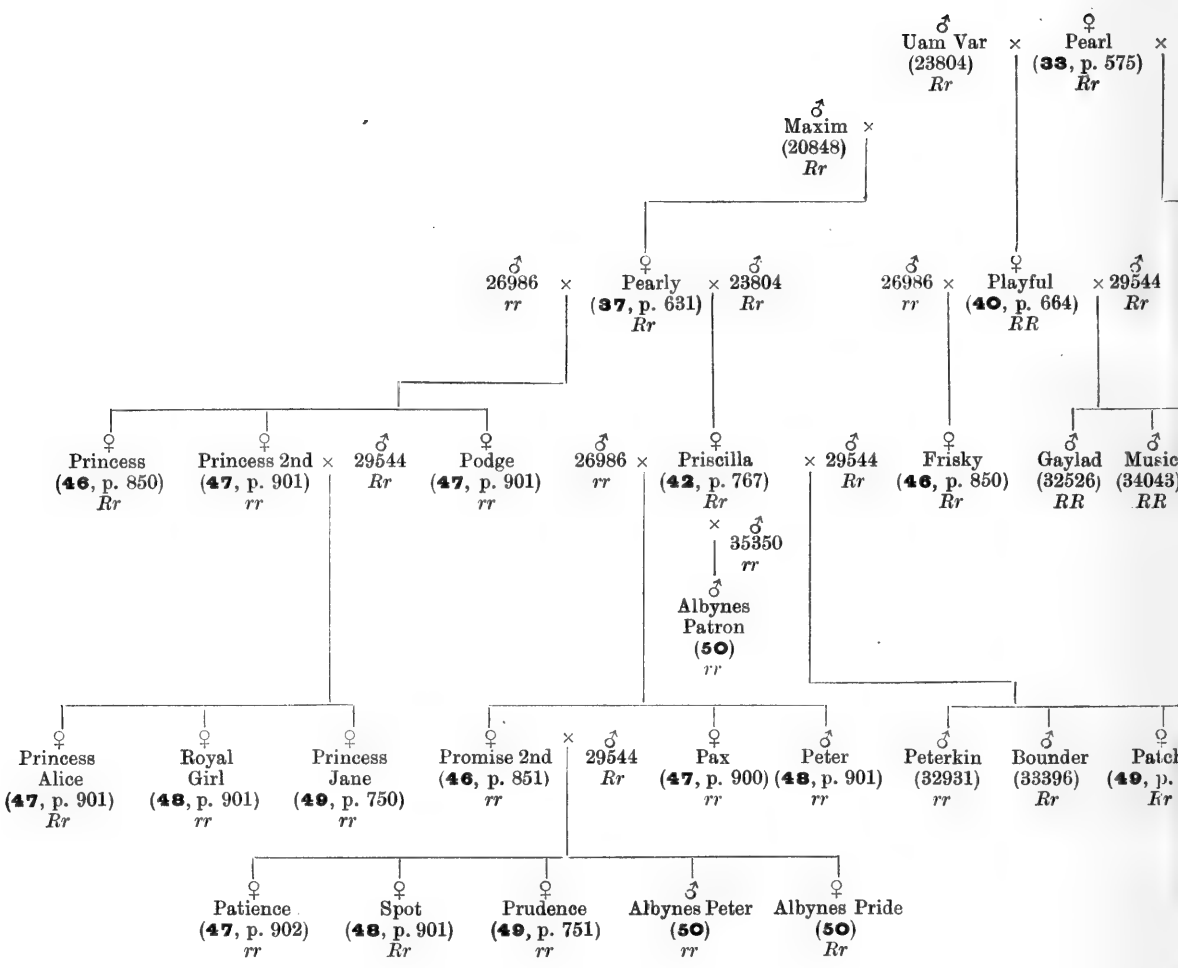 ♂ ♀
Uam Var × Pearl ×
(23804) (33, p. 575)
Rr Rr
♂
Maxim ×
(20848)
Rr
♂ ♀ ♂ ♂ ♀ ♂
26986 × Pearly × 23804 26986 × Playful × 29544
rr (37, p. 631) Rr rr (40, p. 664) Rr
Rr RR
♀ ♀ ♂ ♀ ♂ ♀ ♂ ♀ ♂ ♂
Princess Princess 2nd × 29544 Podge 26986 × Priscilla × 29544 Frisky Gaylad Music
(46, p. 850) (47, p. 901) Rr (47, p. 901) rr (42, p. 767) Rr (46, p. 850) (32526) (34043)
Rr rr rr Rr Rr RR RR
× ♂
35350
rr
♂
Albynes
Patron
(50)
rr
♀ ♀ ♀ ♀ × ♂ ♀ ♂ ♂ ♂ ♀
Princess Royal Princess Promise 2nd 29544 Pax Peter Peterkin Bounder Patch
Alice Girl Jane (46, p. 851) Rr (47, p. 900) (48, p. 901) (32931) (33396) (49, p.
(47, p. 901) (48, p. 901) (49, p. 750) rr rr rr rr Rr Rr
Rr rr rr
♀ ♀ ♀ ♂ ♀
Patience Spot Prudence Albynes Peter Albynes Pride
(47, p. 902) (48, p. 901) (49, p. 751) (50) (50)
rr Rr rr rr Rr